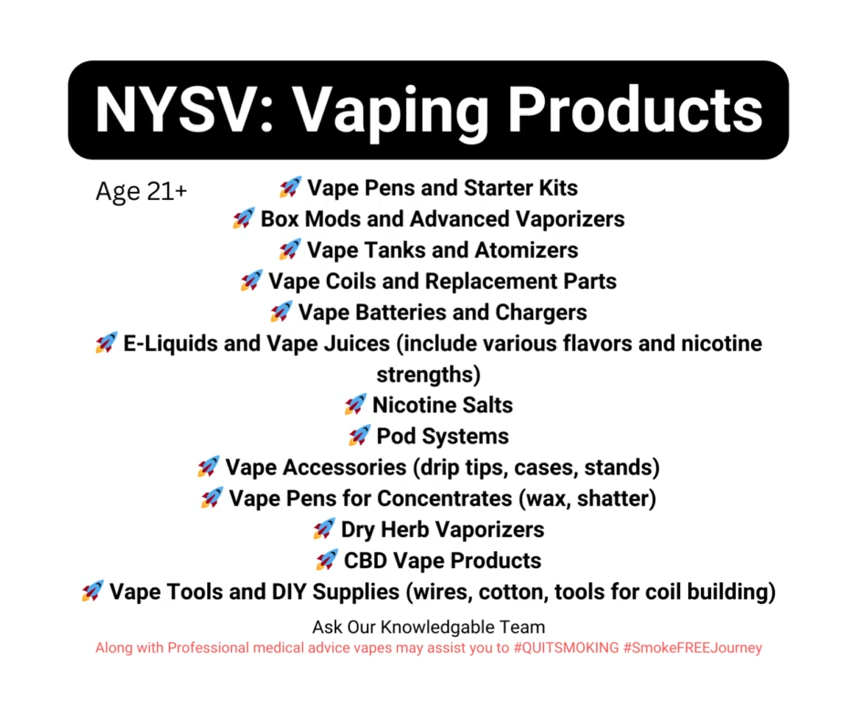 NYSV: Vaping Products
Age 21+
🚀 Vape Pens and Starter Kits
🚀 Box Mods and Advanced Vaporizers
🚀 Vape Tanks and Atomizers
🚀 Vape Coils and Replacement Parts
🚀 Vape Batteries and Chargers
🚀 E-Liquids and Vape Juices (include various flavors and nicotine
strengths)
🚀 Nicotine Salts
🚀 Pod Systems
🚀 Vape Accessories (drip tips, cases, stands)
🚀 Vape Pens for Concentrates (wax, shatter)
🚀 Dry Herb Vaporizers
🚀 CBD Vape Products
🚀 Vape Tools and DIY Supplies (wires, cotton, tools for coil building)
Ask Our Knowledgable Team
Along with Professional medical advice vapes may assist you to #QUITSMOKING #SmokeFREEJourney